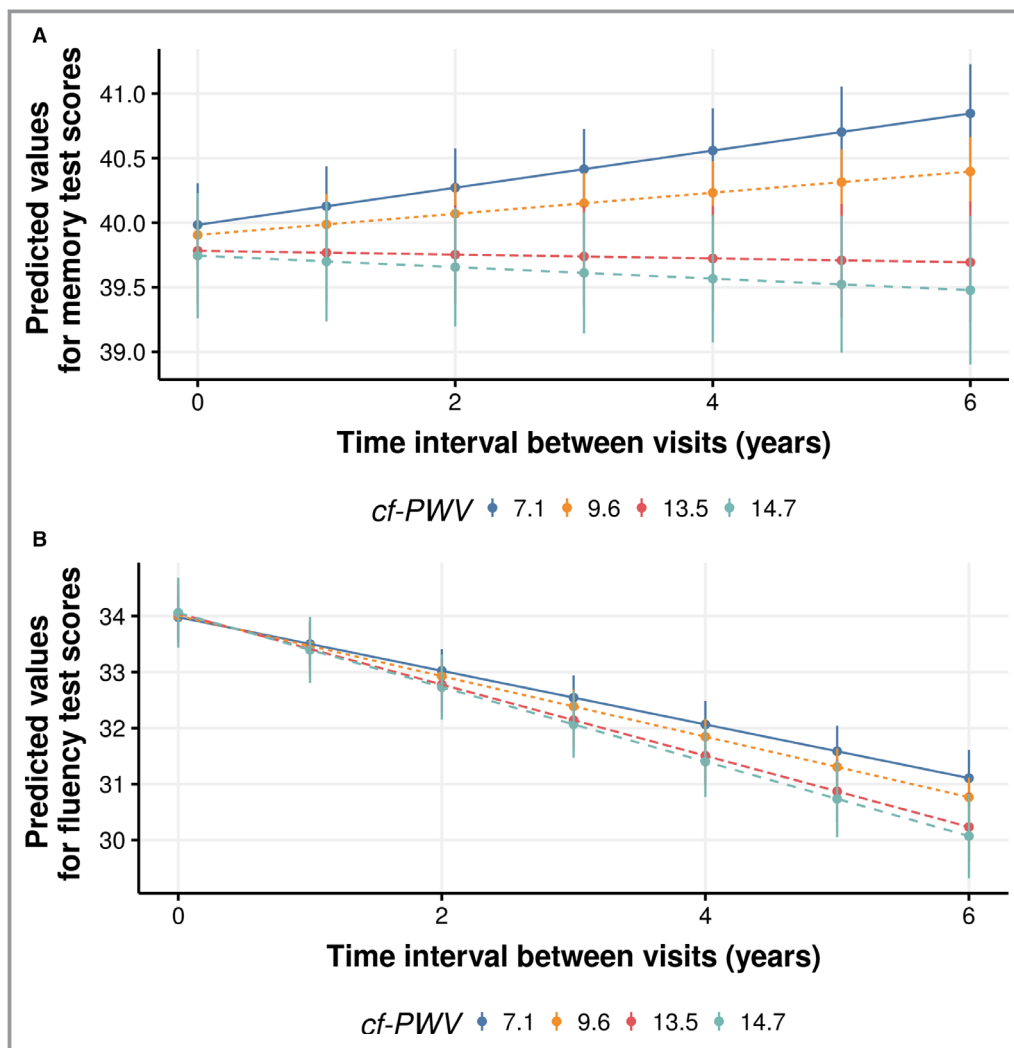 A
Predicted values
for memory test scores
41.0
40.5
40.0
39.5
39.0
0 2 4 6
Time interval between visits (years)
cf-PWV 7.1 9.6 13.5 14.7
B
Predicted values
for fluency test scores
34
33
32
31
30
0 2 4 6
Time interval between visits (years)
cf-PWV 7.1 9.6 13.5 14.7